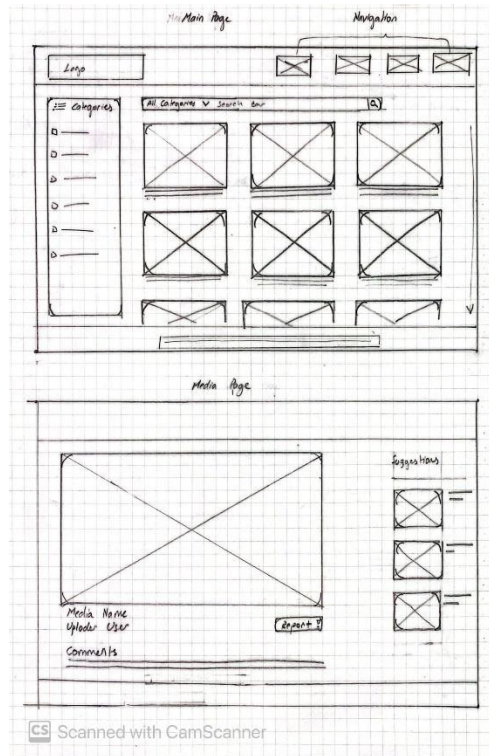 Main Page
Navigation
Logo
Categories
All Categories Search Bar
Media Page
Suggestions
Media Name
Uploder User
Report !
Comments
CS Scanned with CamScanner